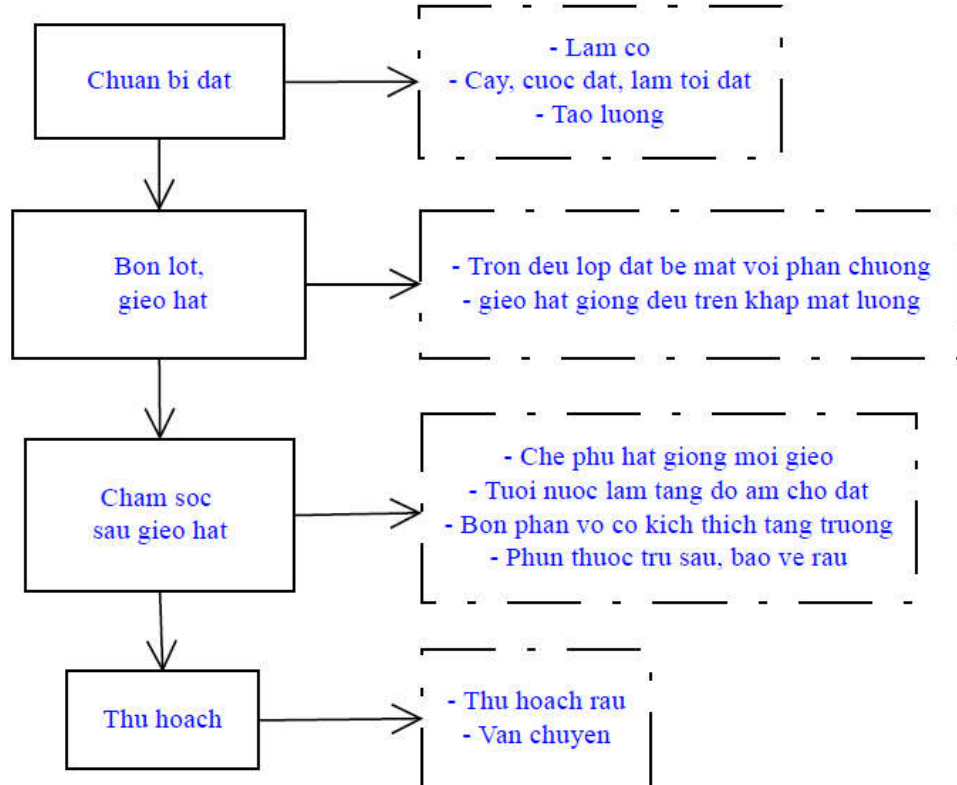 Chuan bi dat
- Lam co
- Cay, cuoc dat, lam toi dat
- Tao luong
Bon lot,
gieo hat
- Tron deu lop dat be mat voi phan chuong
- gieo hat giong deu tren khap mat luong
Cham soc
sau gieo hat
- Che phu hat giong moi gieo
- Tuoi nuoc lam tang do am cho dat
- Bon phan vo co kich thich tang truong
- Phun thuoc tru sau, bao ve rau
Thu hoach
- Thu hoach rau
- Van chuyen